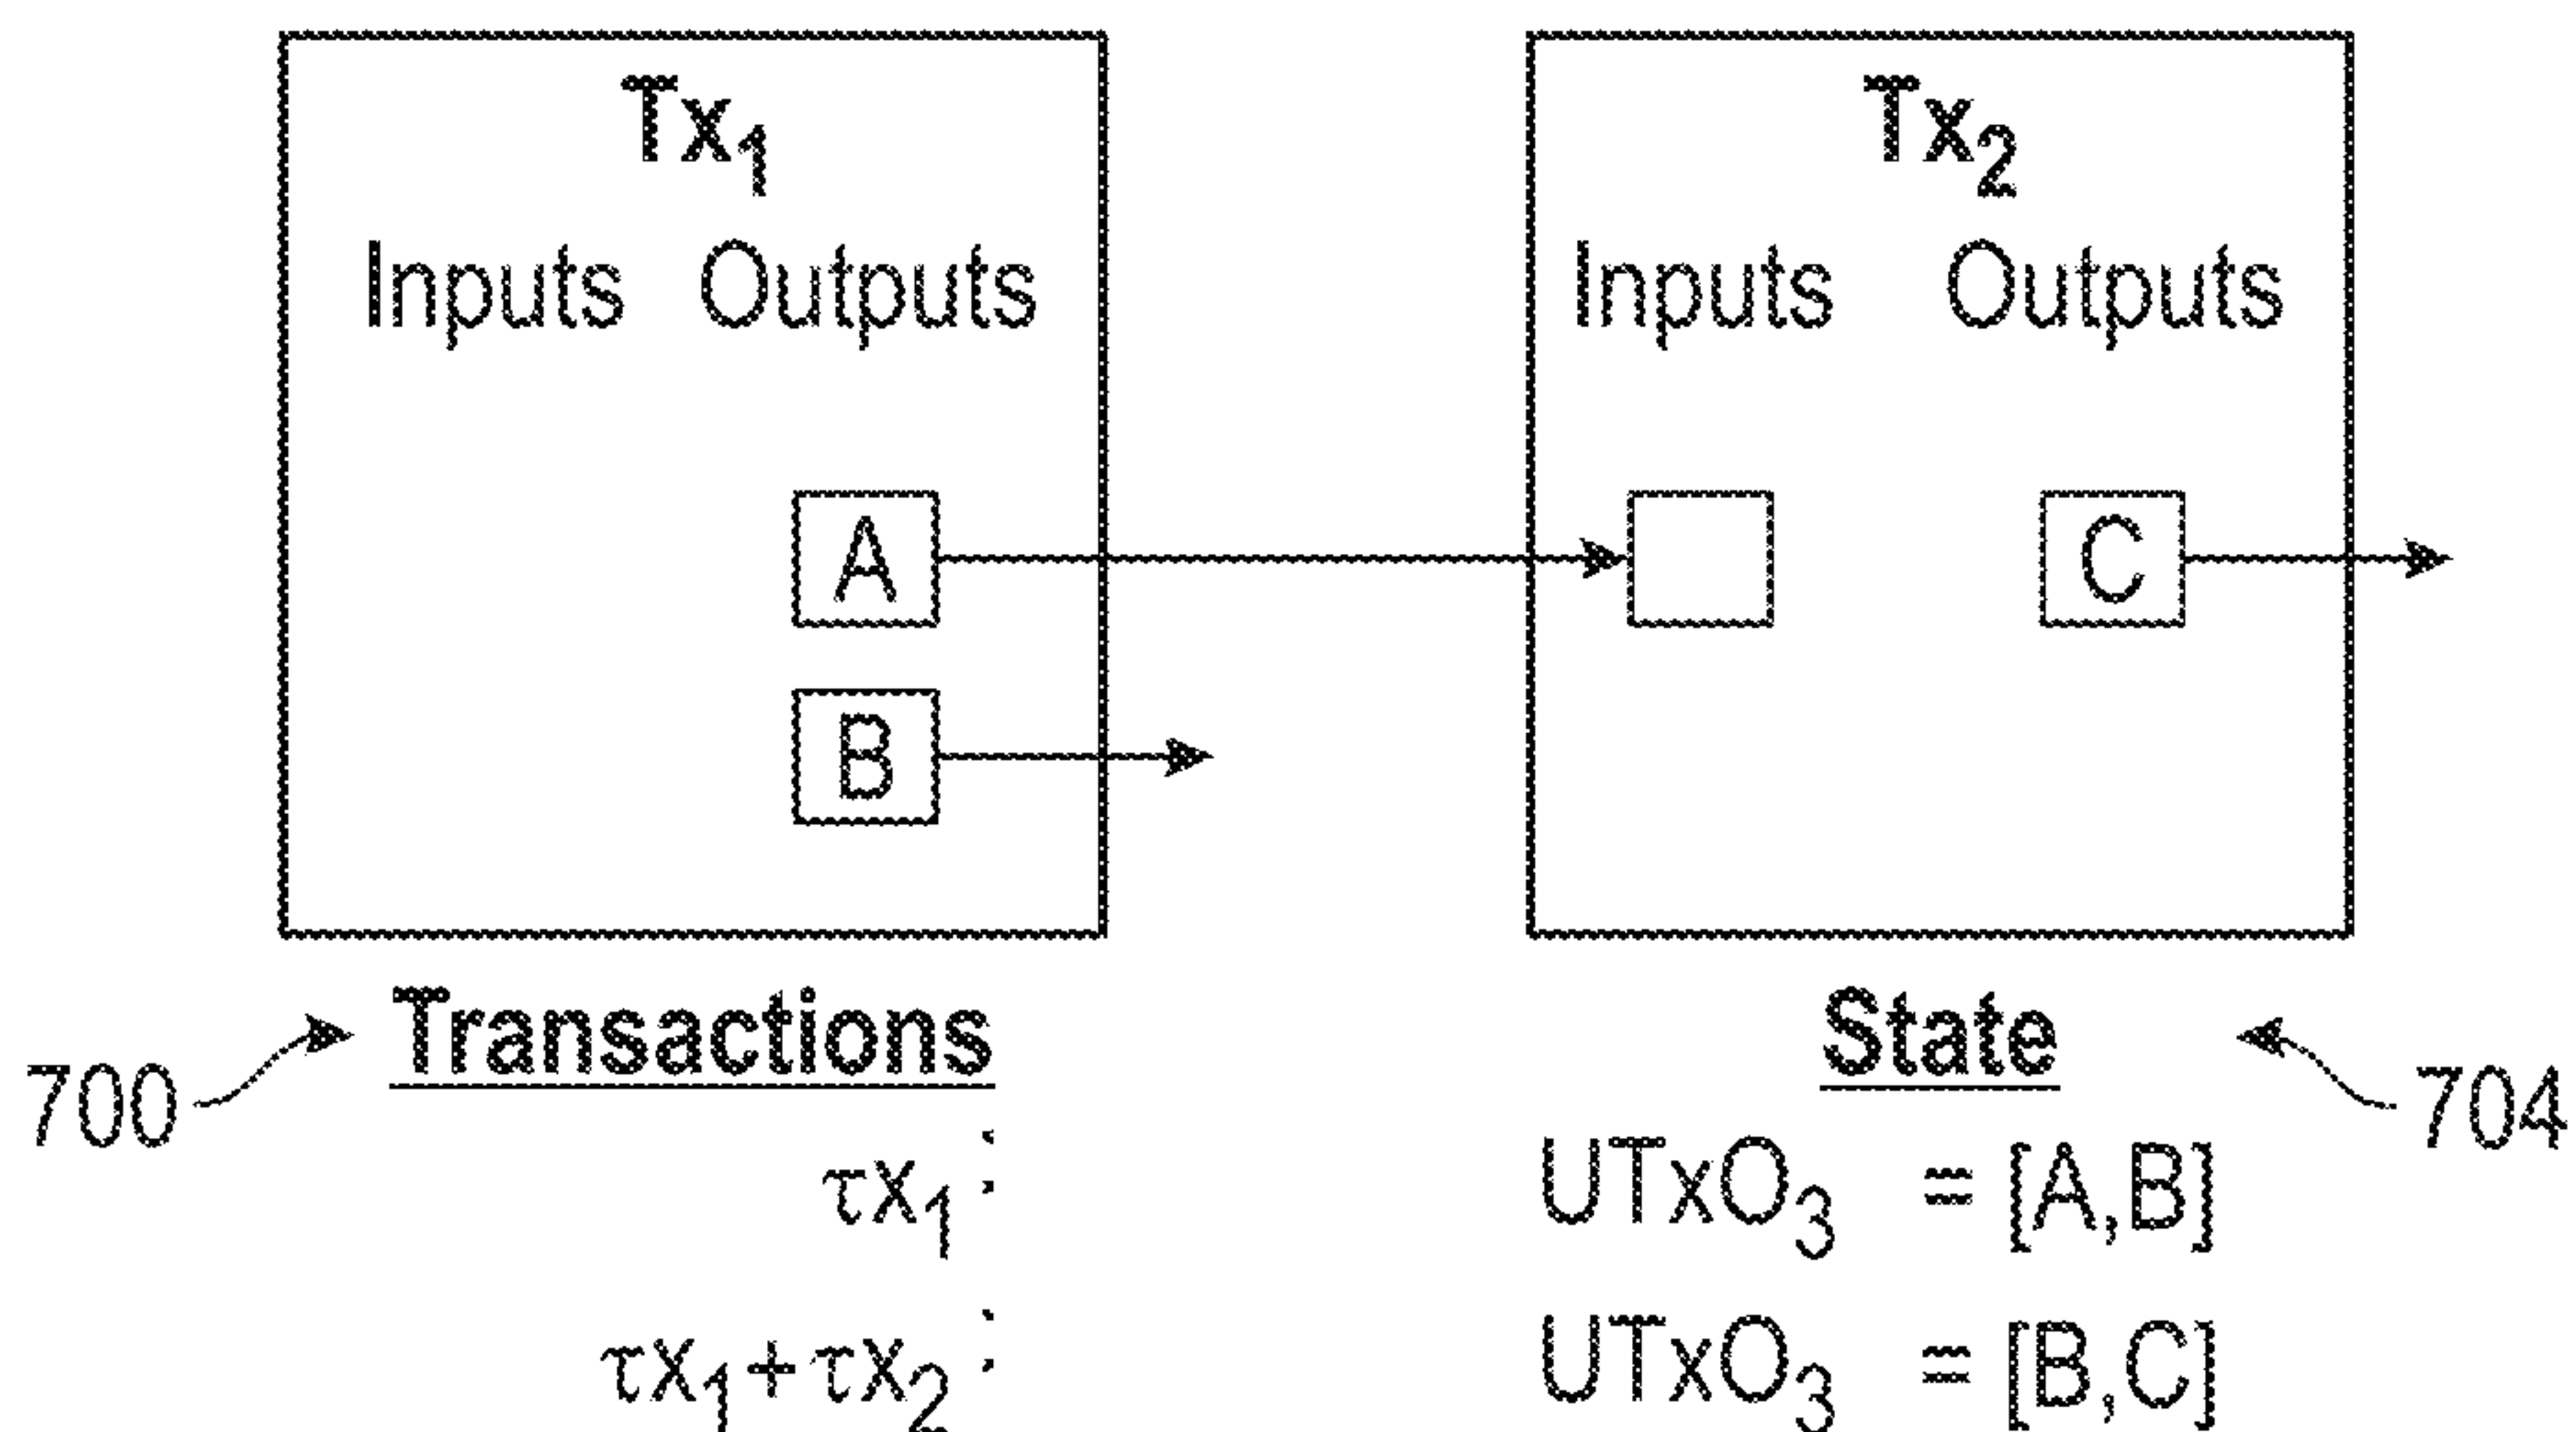 Tx₁ Tx₂
Inputs Outputs Inputs Outputs
A C
B
700 Transactions State 704
τx₁ : UTxO₃ = [A,B]
τx₁+τx₂ : UTxO₃ = [B,C]